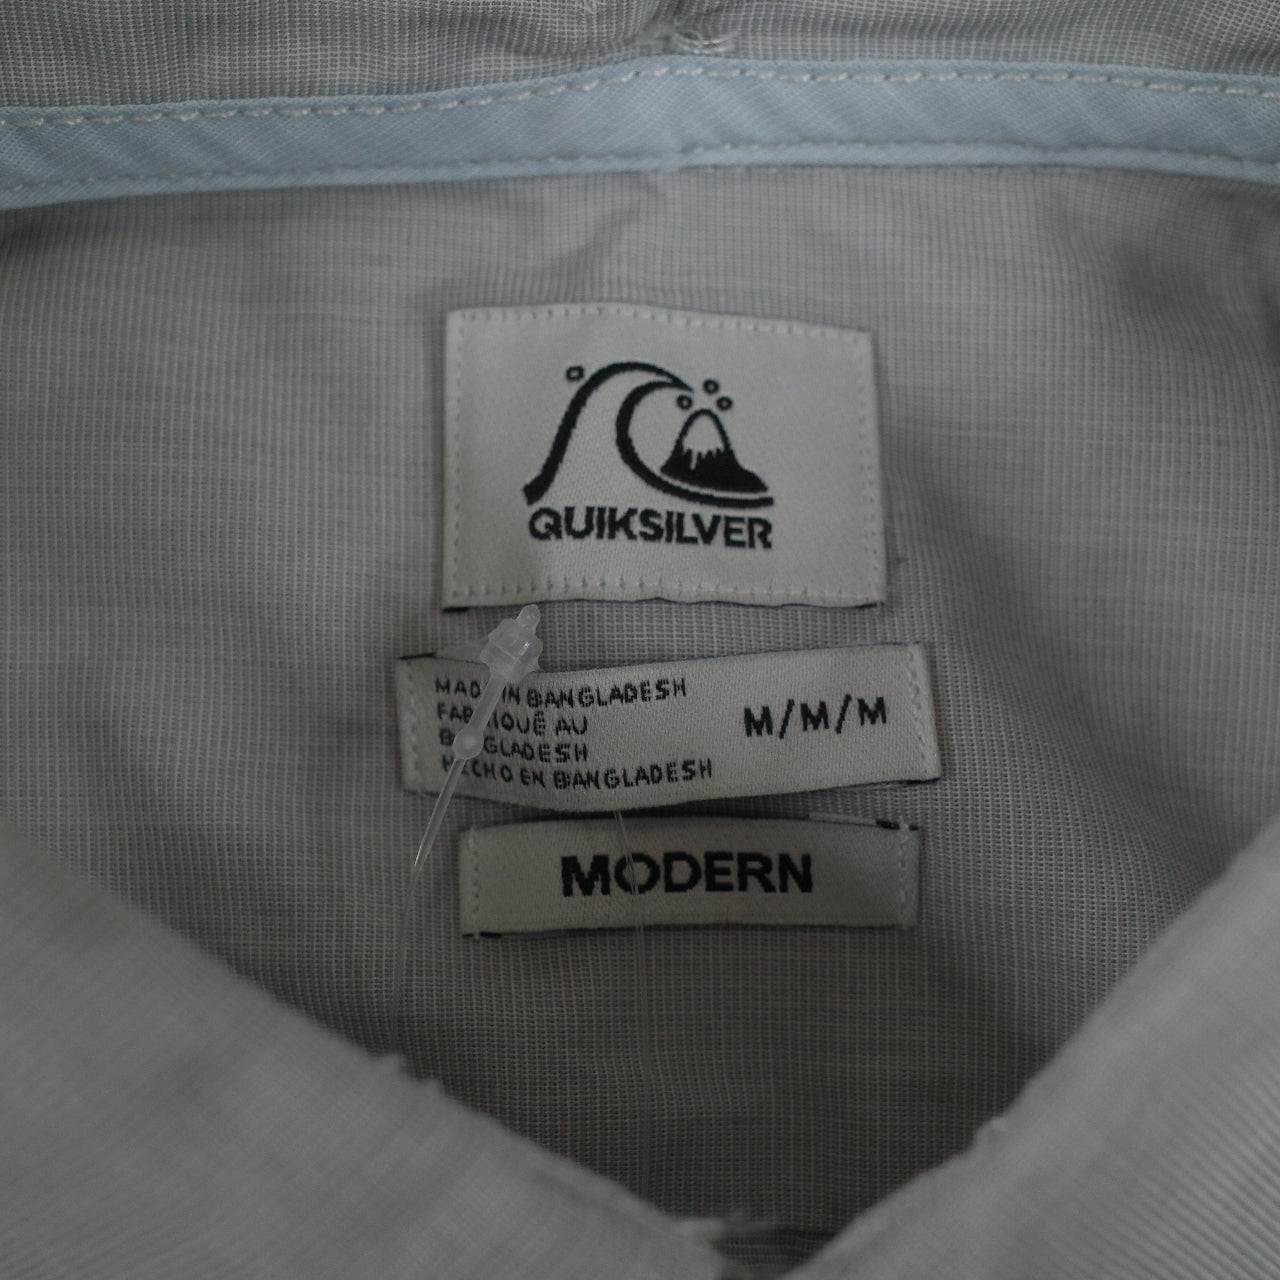 QUIKSILVER
MADE IN BANGLADESH
FABRIQUÉ AU
BANGLADESH
HECHO EN BANGLADESH
M/M/M
MODERN